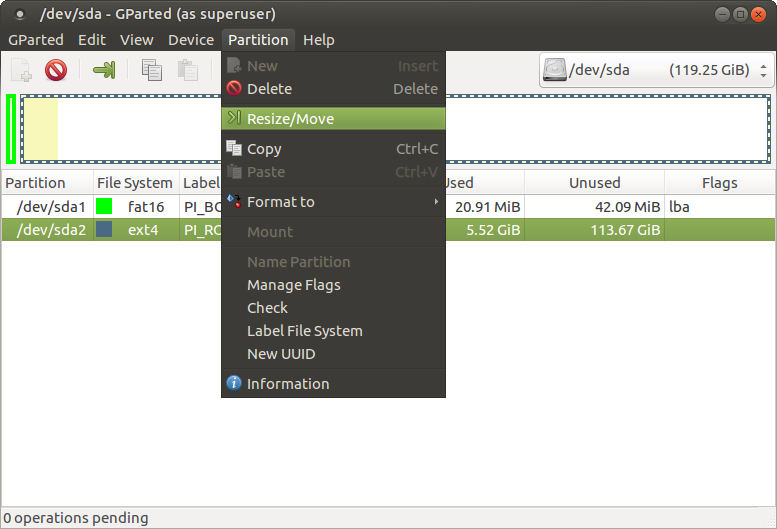 /dev/sda - GParted (as superuser)
GParted Edit View Device Partition Help
/dev/sda (119.25 GiB)
New Insert
Delete Delete
Resize/Move
Copy Ctrl+C
Paste Ctrl+V
Format to
Mount
Name Partition
Manage Flags
Check
Label File System
New UUID
Information
Partition File System Label Used Unused Flags
/dev/sda1 fat16 PI_BO 20.91 MiB 42.09 MiB lba
/dev/sda2 ext4 PI_RO 5.52 GiB 113.67 GiB
0 operations pending